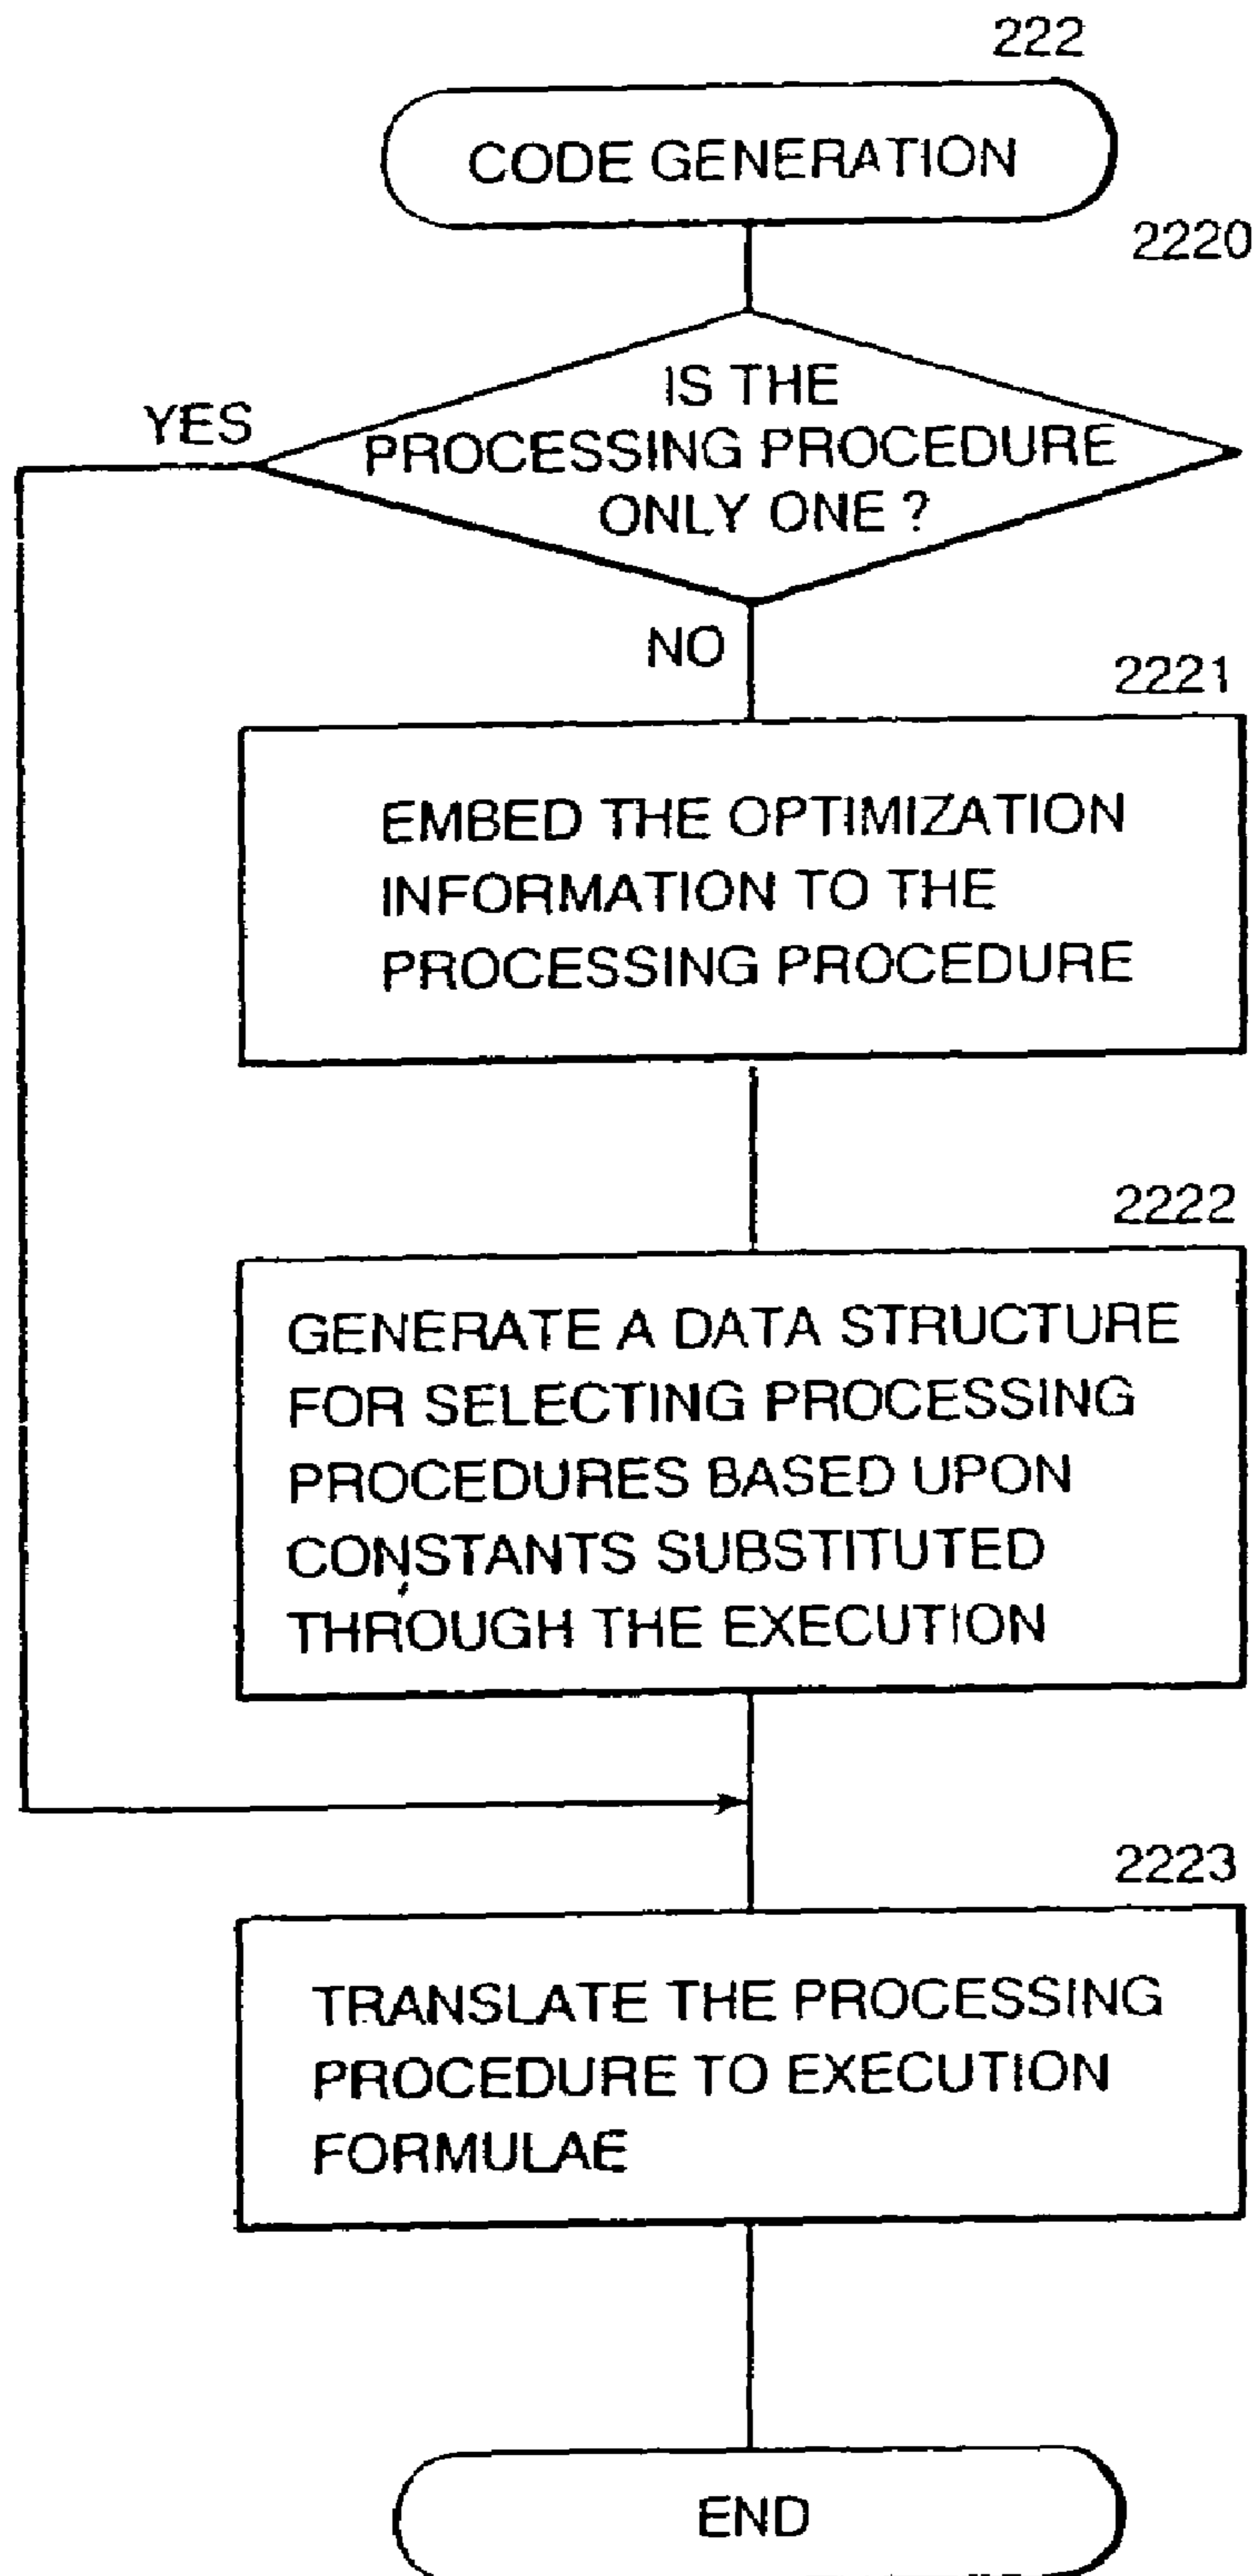 222
CODE GENERATION
2220
IS THE
PROCESSING PROCEDURE
ONLY ONE ?
YES
NO
2221
EMBED THE OPTIMIZATION
INFORMATION TO THE
PROCESSING PROCEDURE
2222
GENERATE A DATA STRUCTURE
FOR SELECTING PROCESSING
PROCEDURES BASED UPON
CONSTANTS SUBSTITUTED
THROUGH THE EXECUTION
2223
TRANSLATE THE PROCESSING
PROCEDURE TO EXECUTION
FORMULAE
END